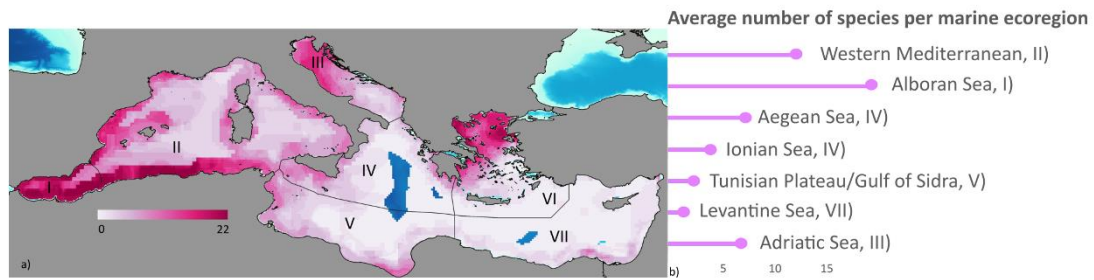 Average number of species per marine ecoregion
III
II
I
IV
V
VI
VII
0 22
a)
Western Mediterranean, II)
Alboran Sea, I)
Aegean Sea, IV)
Ionian Sea, IV)
Tunisian Plateau/Gulf of Sidra, V)
Levantine Sea, VII)
Adriatic Sea, III)
b) 5 10 15